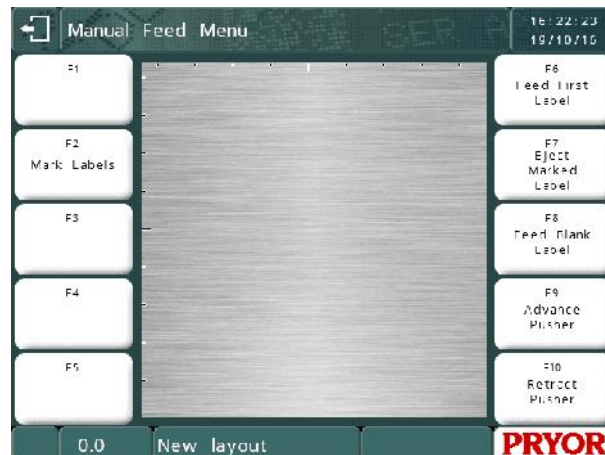 Manual Feed Menu
16:22:23
19/10/15
F1
F2
Mark Labels
F3
F4
F5
F6
Feed First
Label
F7
Eject
Marked
Label
F8
Feed Blank
Label
F9
Advance
Pusher
F10
Retract
Pusher
0.0
New layout
PRYOR